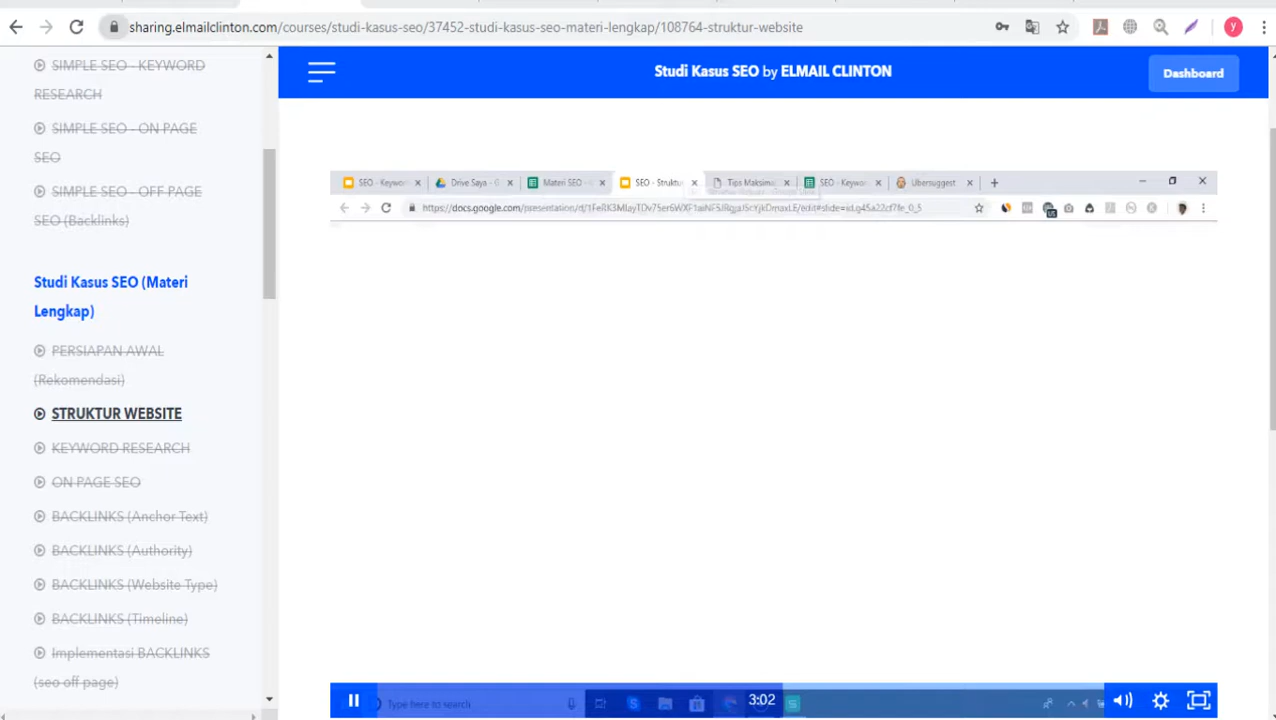 sharing.elmailclinton.com/courses/studi-kasus-seo/37452-studi-kasus-seo-materi-lengkap/108764-struktur-website
Y
SIMPLE SEO - KEYWORD
RESEARCH
SIMPLE SEO - ON PAGE
SEO
SIMPLE SEO - OFF PAGE
SEO (Backlinks)
Studi Kasus SEO (Materi
Lengkap)
PERSIAPAN AWAL
(Rekomendasi)
STRUKTUR WEBSITE
KEYWORD RESEARCH
ON PAGE SEO
BACKLINKS (Anchor Text)
BACKLINKS (Authority)
BACKLINKS (Website Type)
BACKLINKS (Timeline)
Implementasi BACKLINKS
(seo off page)
Studi Kasus SEO by ELMAIL CLINTON
Dashboard
SEO - Keywor
Drive Saya - G
Materi SEO -
SEO - Struktur
Tips Maksima
SEO - Keywor
Ubersuggest
Type here to search
3:02